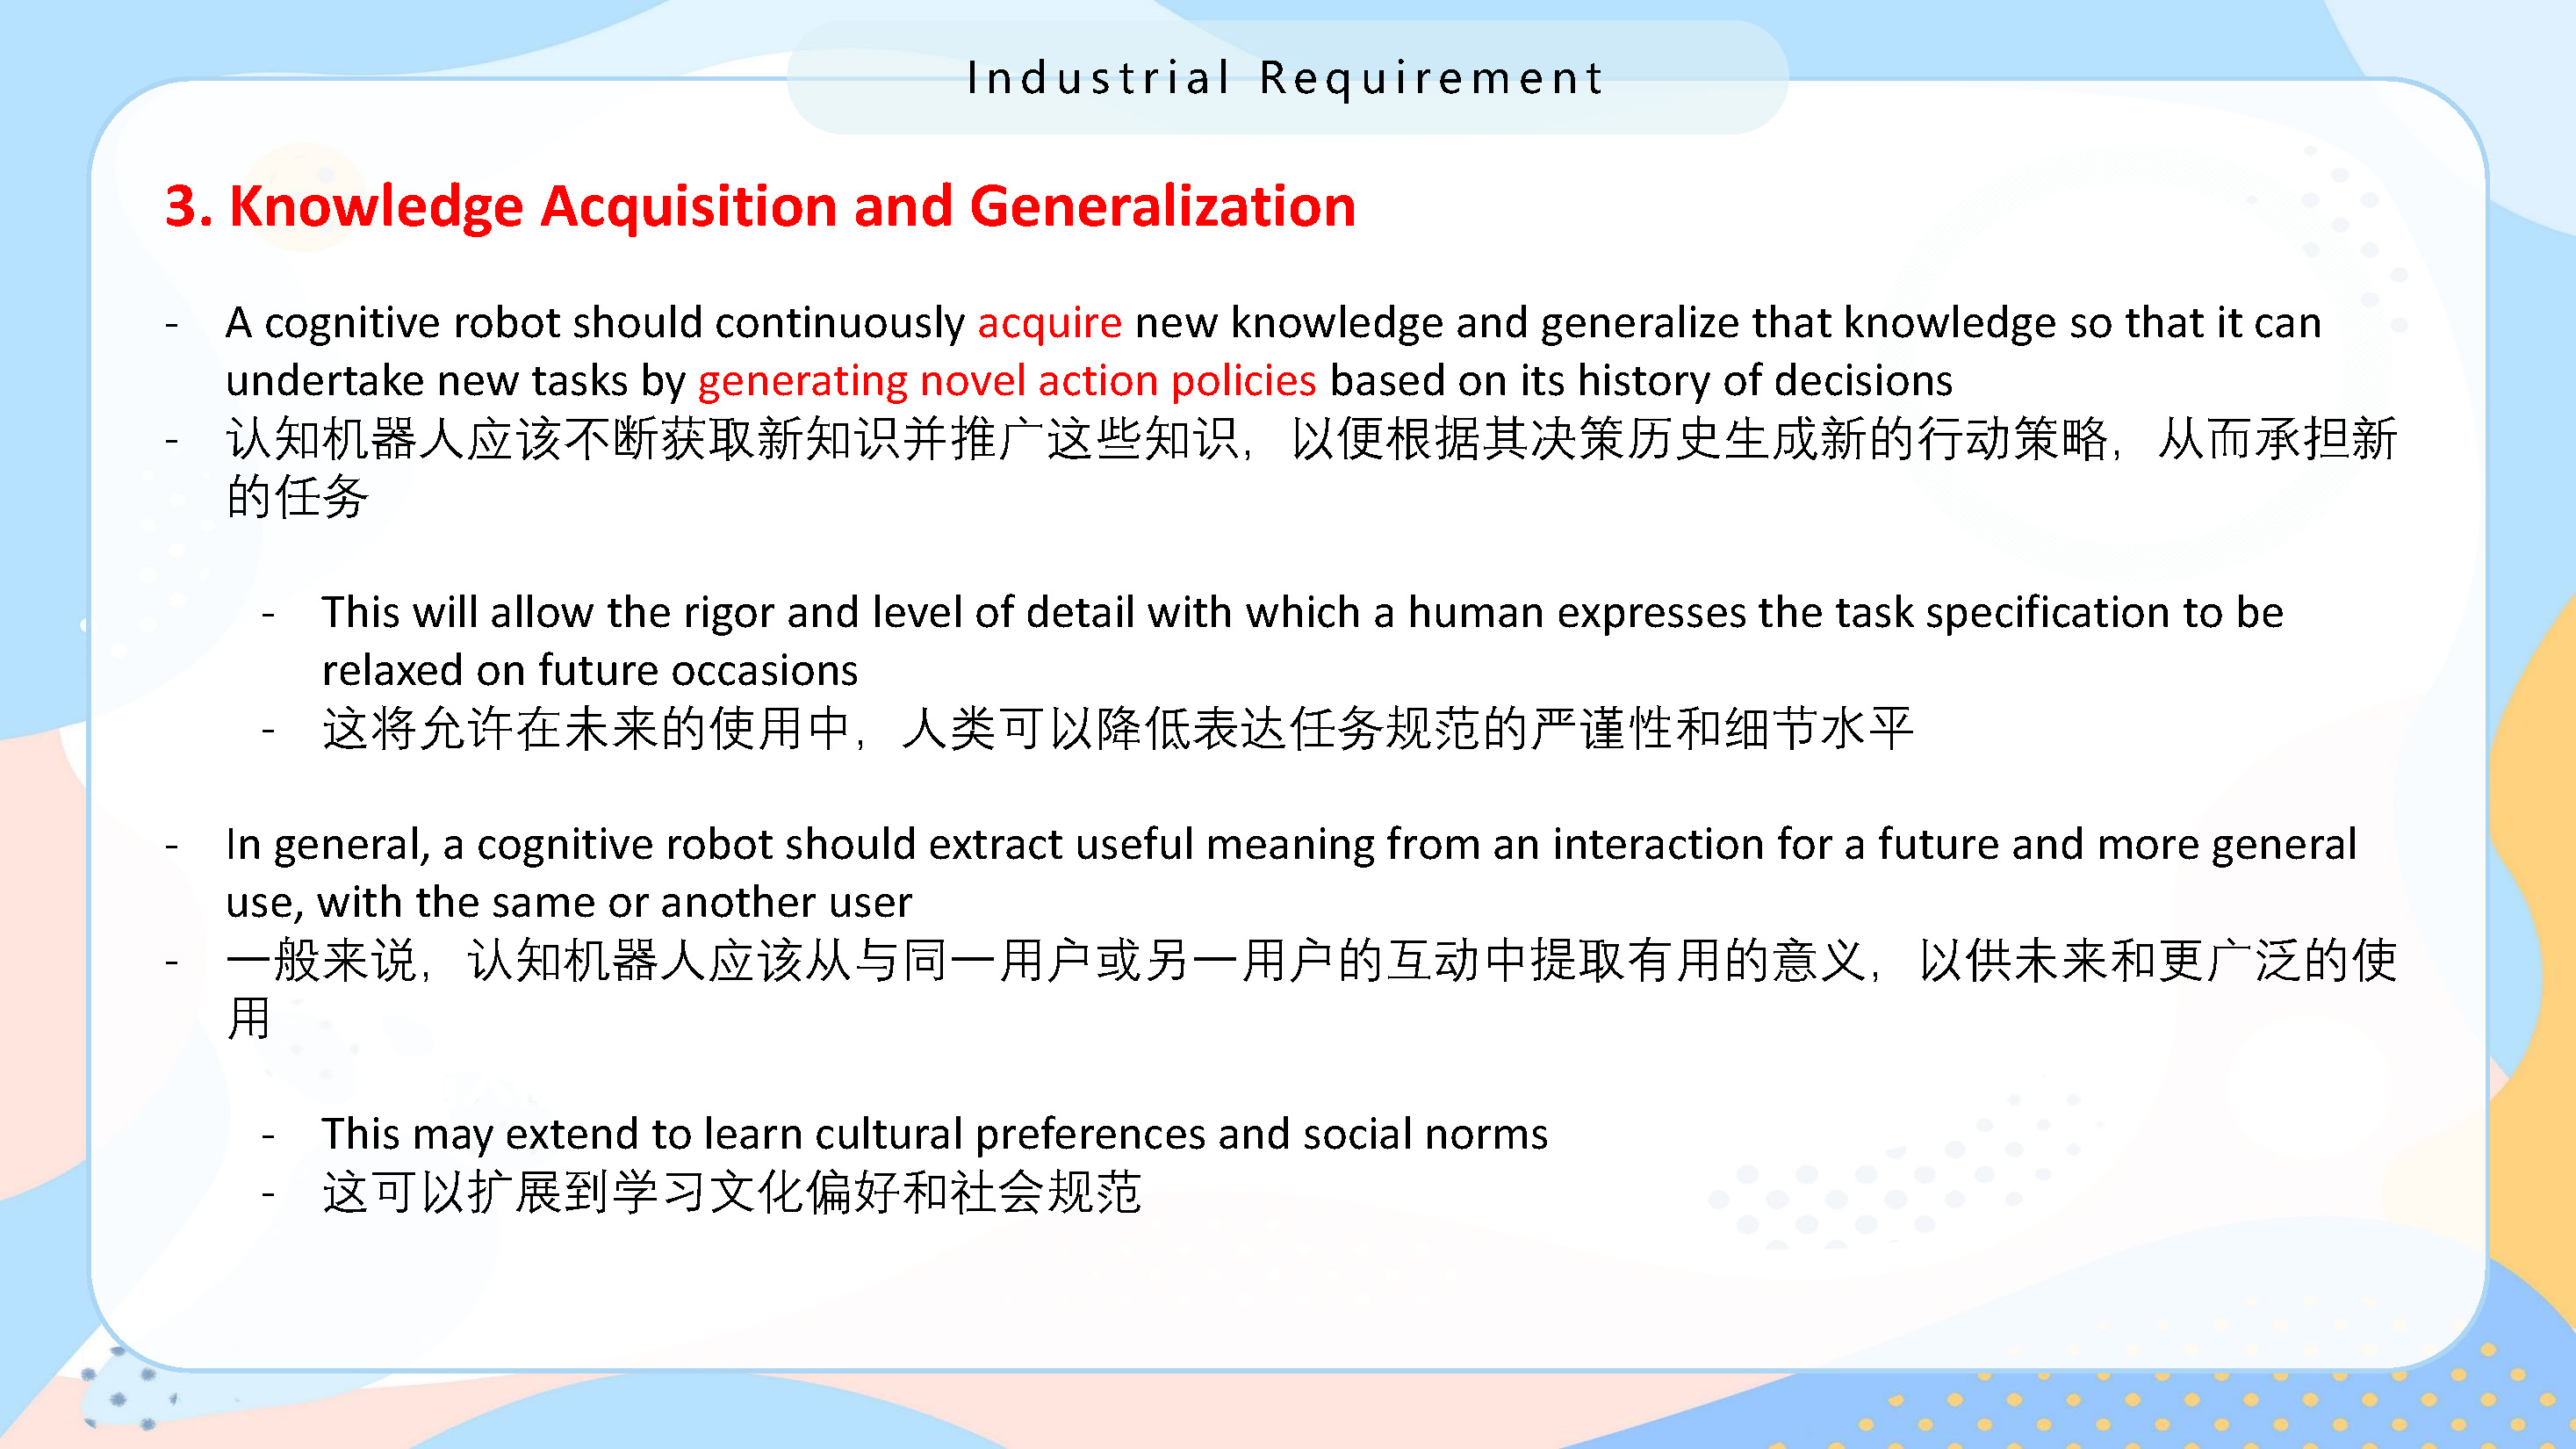 Industrial Requirement
3. Knowledge Acquisition and Generalization
- A cognitive robot should continuously acquire new knowledge and generalize that knowledge so that it can
undertake new tasks by generating novel action policies based on its history of decisions
- 认知机器人应该不断获取新知识并推广这些知识，以便根据其决策历史生成新的行动策略，从而承担新
的任务
- This will allow the rigor and level of detail with which a human expresses the task specification to be
relaxed on future occasions
- 这将允许在未来的使用中，人类可以降低表达任务规范的严谨性和细节水平
- In general, a cognitive robot should extract useful meaning from an interaction for a future and more general
use, with the same or another user
- 一般来说，认知机器人应该从与同一用户或另一用户的互动中提取有用的意义，以供未来和更广泛的使
用
- This may extend to learn cultural preferences and social norms
- 这可以扩展到学习文化偏好和社会规范